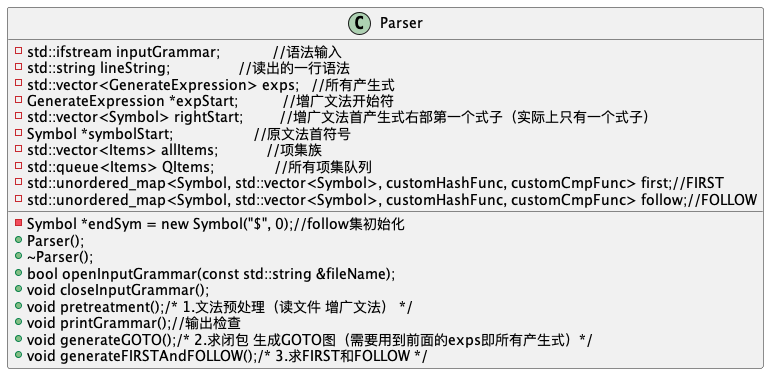 C Parser
std::ifstream inputGrammar; //语法输入
std::string lineString; //读出的一行语法
std::vector<GenerateExpression> exps; //所有产生式
GenerateExpression *expStart; //增广文法开始符
std::vector<Symbol> rightStart; //增广文法首产生式右部第一个式子（实际上只有一个式子）
Symbol *symbolStart; //原文法首符号
std::vector<Items> allItems; //项集族
std::queue<Items> QItems; //所有项集队列
std::unordered_map<Symbol, std::vector<Symbol>, customHashFunc, customCmpFunc> first;//FIRST
std::unordered_map<Symbol, std::vector<Symbol>, customHashFunc, customCmpFunc> follow;//FOLLOW
Symbol *endSym = new Symbol("$", 0);//follow集初始化
Parser();
~Parser();
bool openInputGrammar(const std::string &fileName);
void closeInputGrammar();
void pretreatment();/* 1.文法预处理（读文件 增广文法） */
void printGrammar();//输出检查
void generateGOTO();/* 2.求闭包 生成GOTO图（需要用到前面的exps即所有产生式）*/
void generateFIRSTAndFOLLOW();/* 3.求FIRST和FOLLOW */